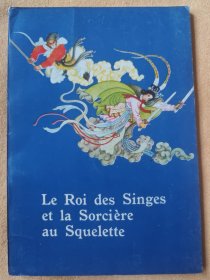 Le Roi des Singes
et la Sorcière
au Squelette